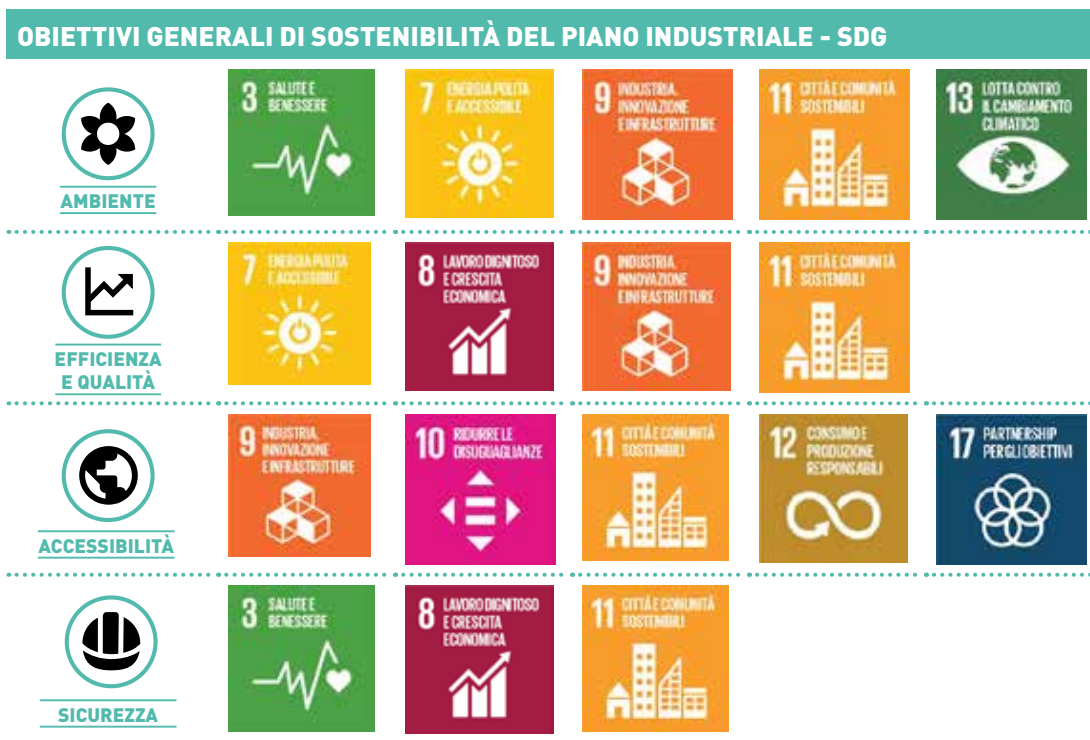 OBIETTIVI GENERALI DI SOSTENIBILITÀ DEL PIANO INDUSTRIALE - SDG
AMBIENTE
3 SALUTE E
BENESSERE
7 ENERGIA PULITA
E ACCESSIBILE
9 INDUSTRIA,
INNOVAZIONE
E INFRASTRUTTURE
11 CITTÀ E COMUNITÀ
SOSTENIBILI
13 LOTTA CONTRO
IL CAMBIAMENTO
CLIMATICO
EFFICIENZA
E QUALITÀ
7 ENERGIA PULITA
E ACCESSIBILE
8 LAVORO DIGNITOSO
E CRESCITA
ECONOMICA
9 INDUSTRIA,
INNOVAZIONE
E INFRASTRUTTURE
11 CITTÀ E COMUNITÀ
SOSTENIBILI
ACCESSIBILITÀ
9 INDUSTRIA,
INNOVAZIONE
E INFRASTRUTTURE
10 RIDURRE LE
DISUGUAGLIANZE
11 CITTÀ E COMUNITÀ
SOSTENIBILI
12 CONSUMO E
PRODUZIONE
RESPONSABILI
17 PARTNERSHIP
PER GLI OBIETTIVI
SICUREZZA
3 SALUTE E
BENESSERE
8 LAVORO DIGNITOSO
E CRESCITA
ECONOMICA
11 CITTÀ E COMUNITÀ
SOSTENIBILI